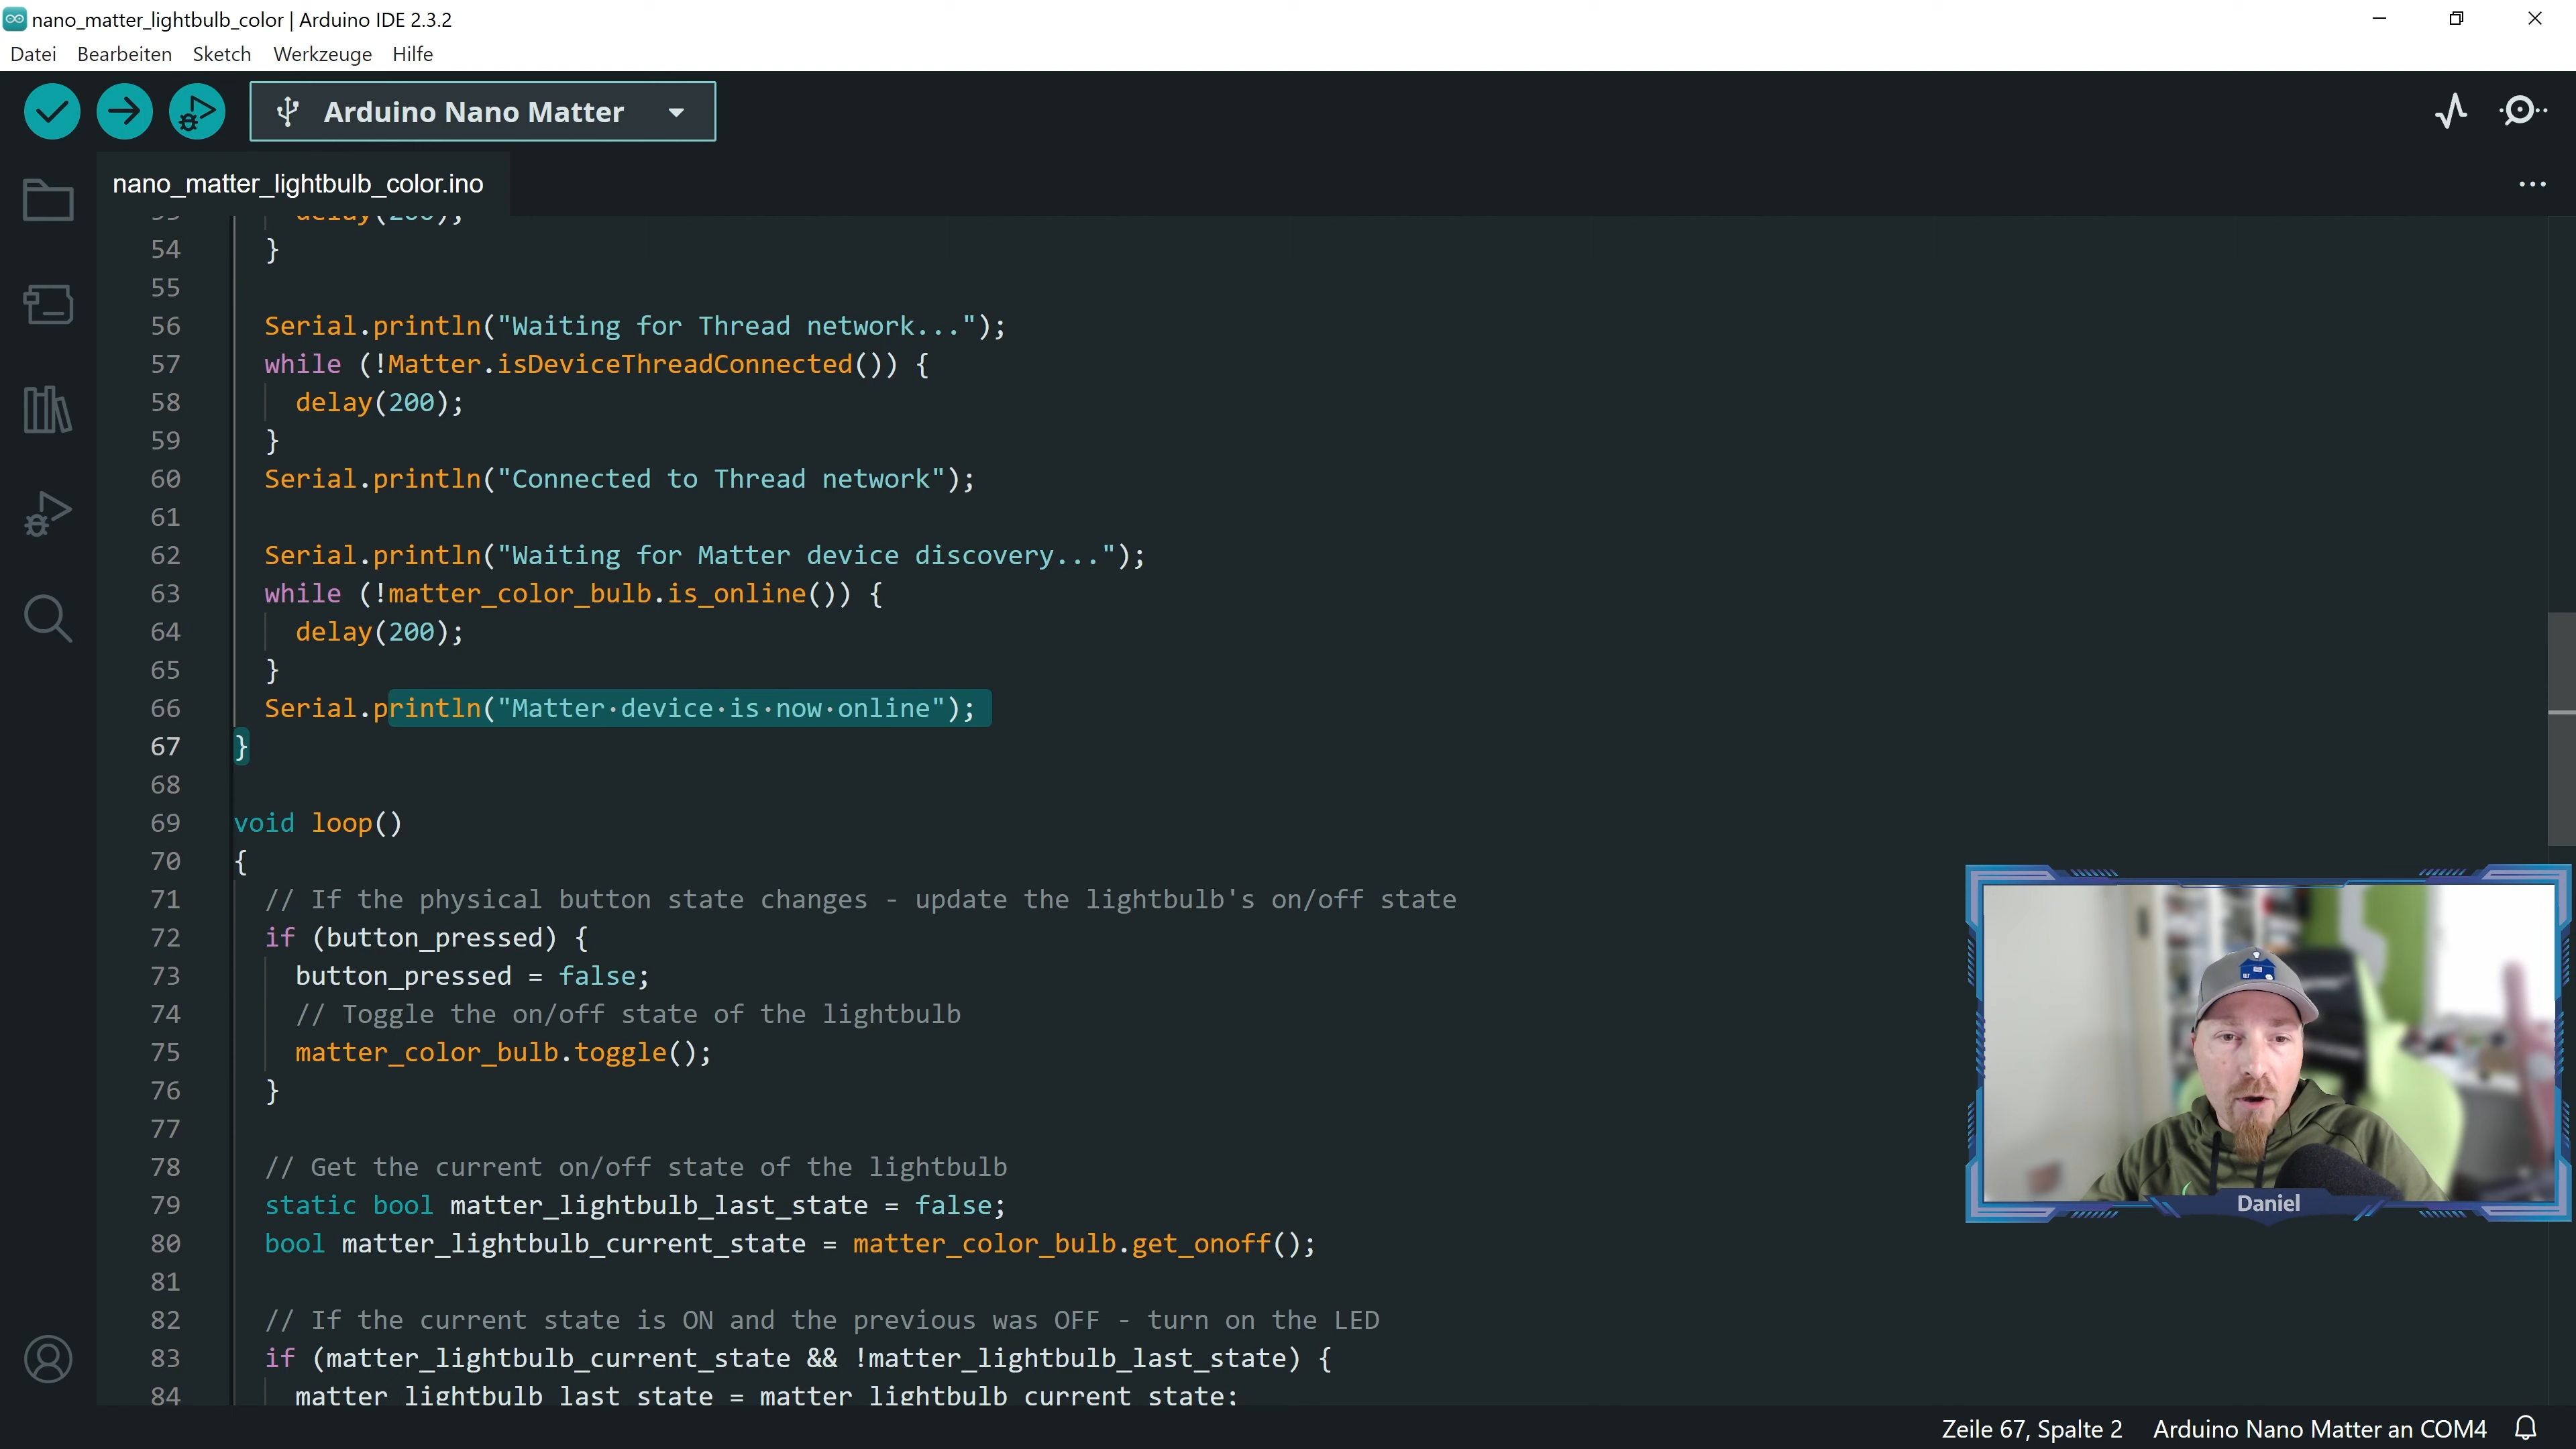 nano_matter_lightbulb_color | Arduino IDE 2.3.2
Datei Bearbeiten Sketch Werkzeuge Hilfe
Arduino Nano Matter
nano_matter_lightbulb_color.ino
53 delay(200);
54 }
55
56 Serial.println("Waiting for Thread network...");
57 while (!Matter.isDeviceThreadConnected()) {
58 delay(200);
59 }
60 Serial.println("Connected to Thread network");
61
62 Serial.println("Waiting for Matter device discovery...");
63 while (!matter_color_bulb.is_online()) {
64 delay(200);
65 }
66 Serial.println("Matter·device·is·now·online");
67 }
68
69 void loop()
70 {
71 // If the physical button state changes - update the lightbulb's on/off state
72 if (button_pressed) {
73 button_pressed = false;
74 // Toggle the on/off state of the lightbulb
75 matter_color_bulb.toggle();
76 }
77
78 // Get the current on/off state of the lightbulb
79 static bool matter_lightbulb_last_state = false;
80 bool matter_lightbulb_current_state = matter_color_bulb.get_onoff();
81
82 // If the current state is ON and the previous was OFF - turn on the LED
83 if (matter_lightbulb_current_state && !matter_lightbulb_last_state) {
84 matter_lightbulb_last_state = matter_lightbulb_current_state;
Daniel
Zeile 67, Spalte 2 Arduino Nano Matter an COM4